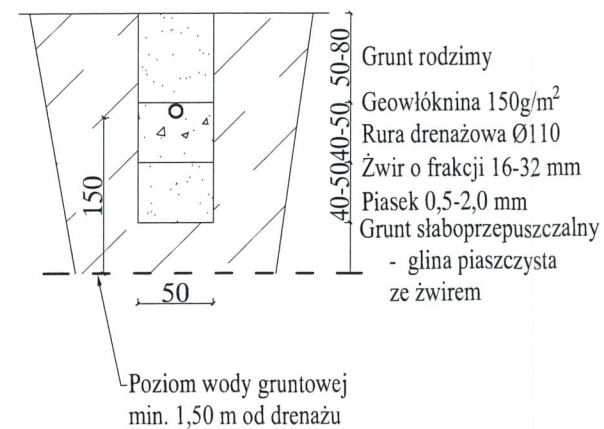 50-80
Grunt rodzimy
Geowłóknina 150g/m²
40-50
Rura drenażowa Ø110
Żwir o frakcji 16-32 mm
40-50
Piasek 0,5-2,0 mm
Grunt słaboprzepuszczalny
- glina piaszczysta
ze żwirem
150
50
Poziom wody gruntowej
min. 1,50 m od drenażu